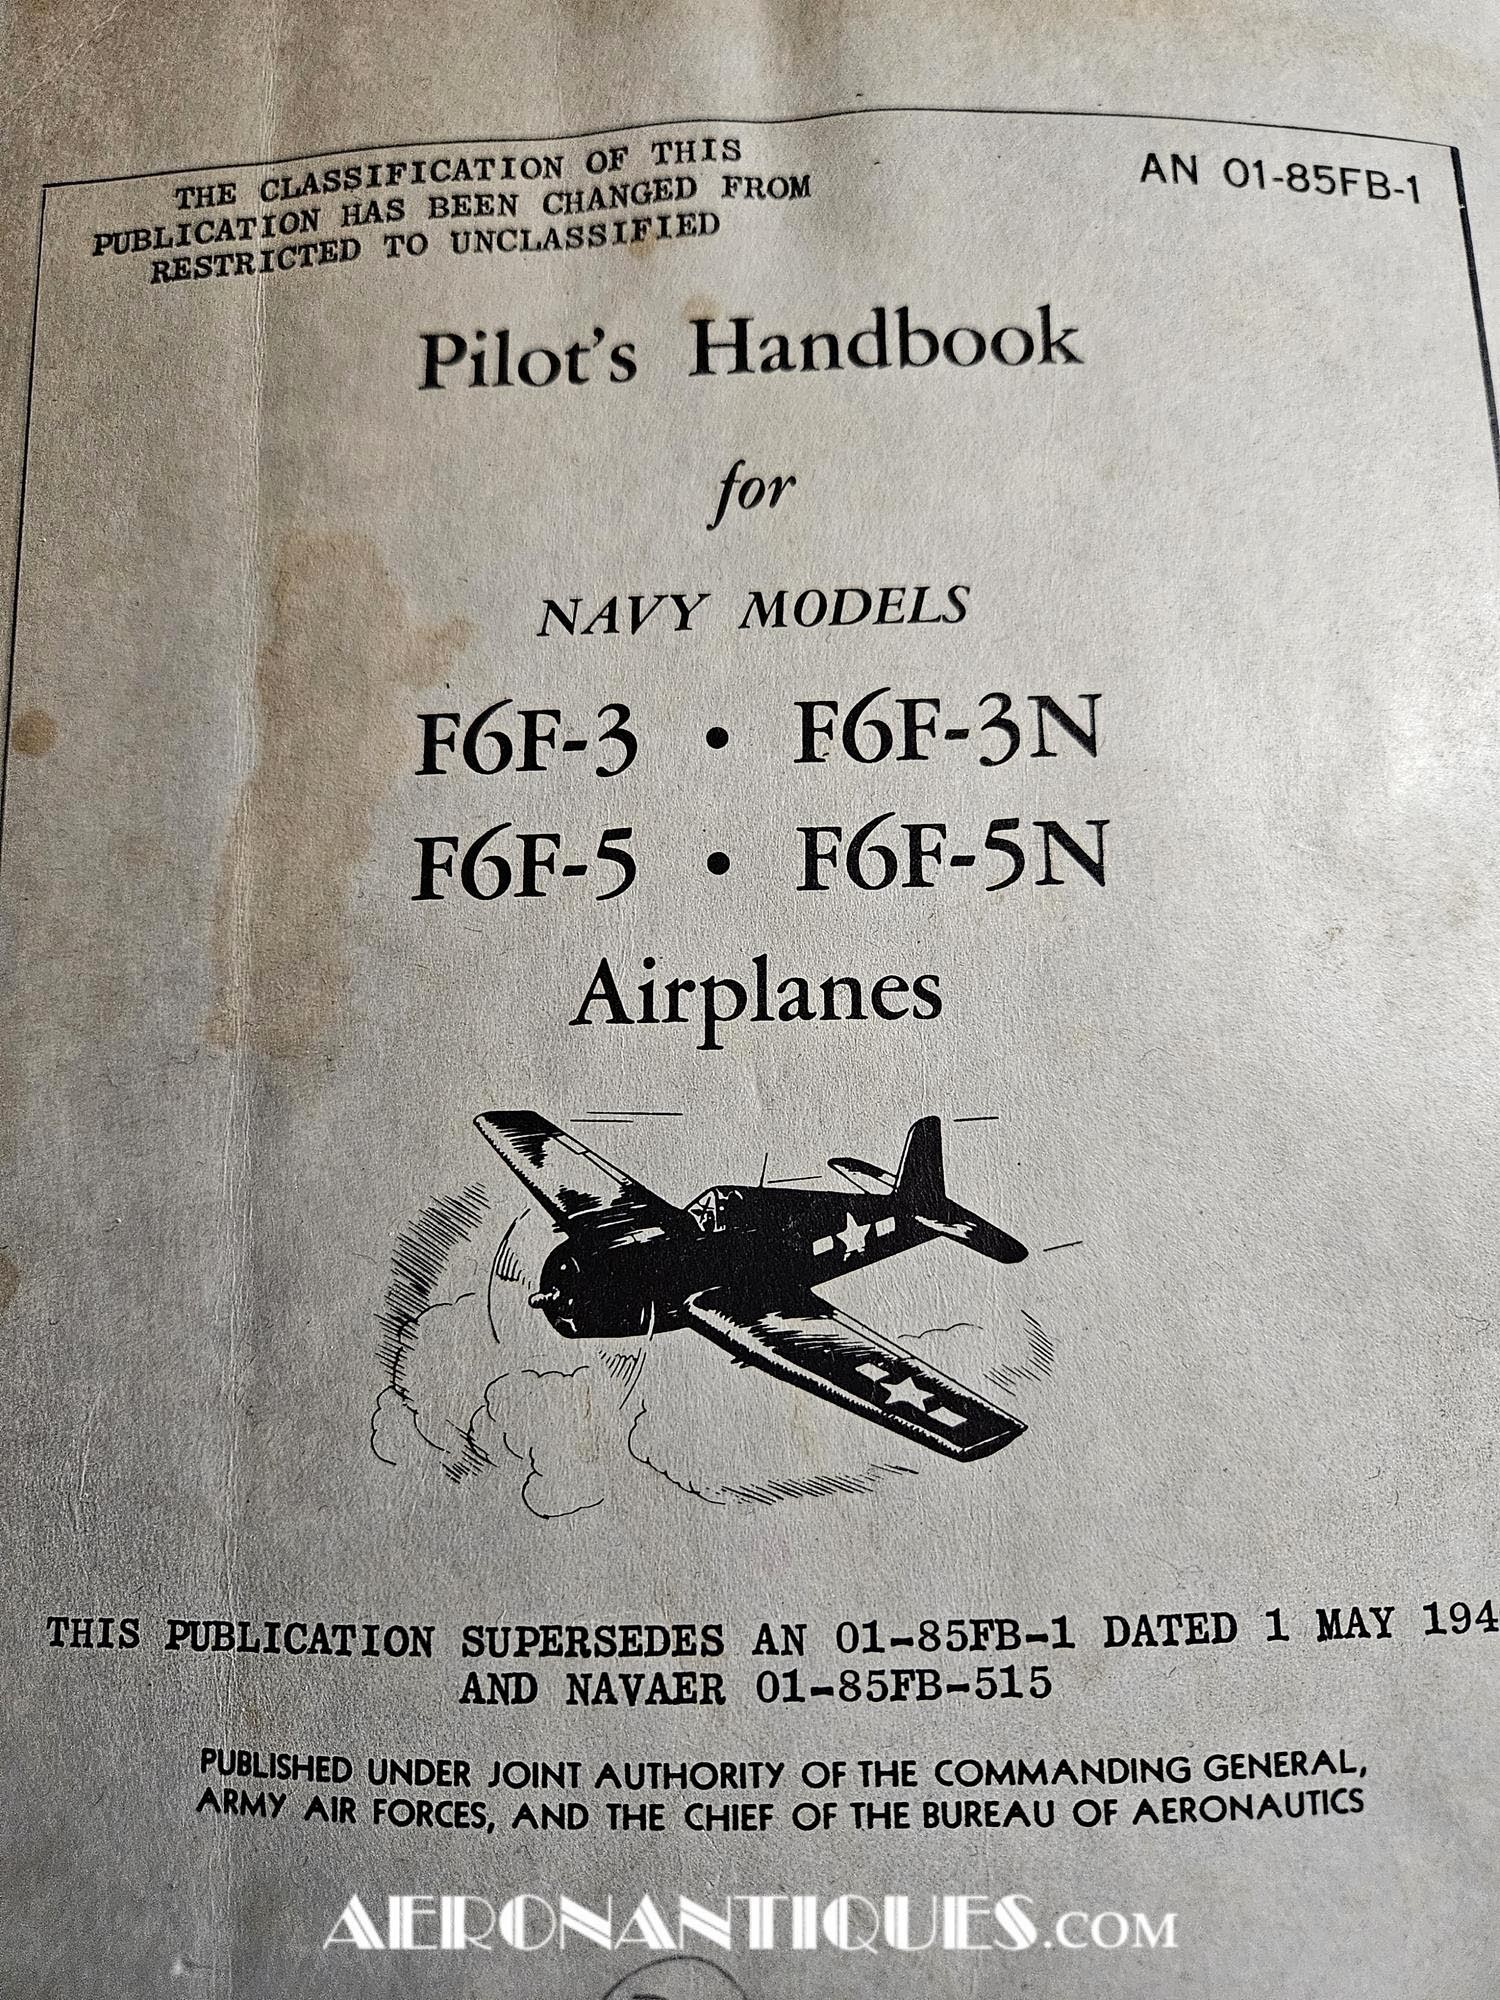 THE CLASSIFICATION OF THIS
PUBLICATION HAS BEEN CHANGED FROM
RESTRICTED TO UNCLASSIFIED
AN 01-85FB-1
Pilot's Handbook
for
NAVY MODELS
F6F-3 • F6F-3N
F6F-5 • F6F-5N
Airplanes
THIS PUBLICATION SUPERSEDES AN 01-85FB-1 DATED 1 MAY 194
AND NAVAER 01-85FB-515
PUBLISHED UNDER JOINT AUTHORITY OF THE COMMANDING GENERAL,
ARMY AIR FORCES, AND THE CHIEF OF THE BUREAU OF AERONAUTICS
AERONANTIQUES.COM